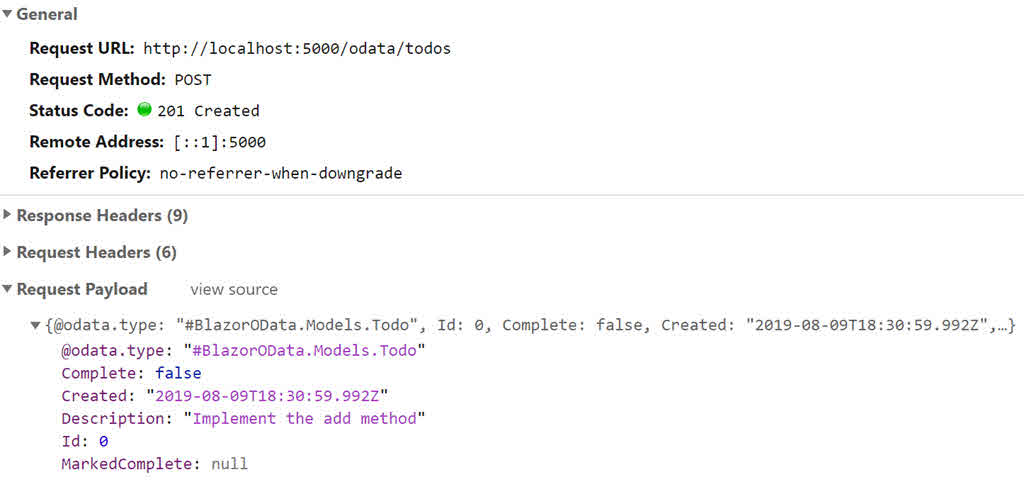 General
Request URL: http://localhost:5000/odata/todos
Request Method: POST
Status Code: 201 Created
Remote Address: [::1]:5000
Referrer Policy: no-referrer-when-downgrade
Response Headers (9)
Request Headers (6)
Request Payload view source
{@odata.type: "#BlazorOData.Models.Todo", Id: 0, Complete: false, Created: "2019-08-09T18:30:59.992Z",…}
@odata.type: "#BlazorOData.Models.Todo"
Complete: false
Created: "2019-08-09T18:30:59.992Z"
Description: "Implement the add method"
Id: 0
MarkedComplete: null